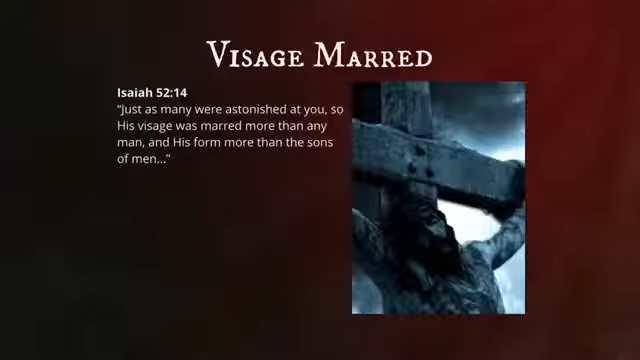 Visage Marred
Isaiah 52:14
“Just as many were astonished at you, so
His visage was marred more than any
man, and His form more than the sons
of men...”